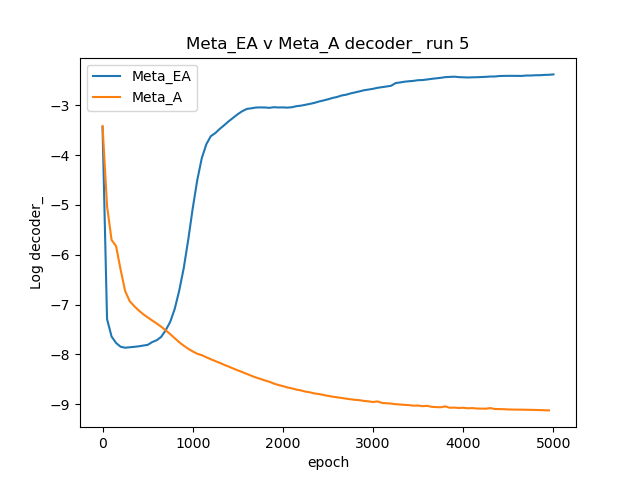 Meta_EA v Meta_A decoder_ run 5
Meta_EA
Meta_A
Log decoder_
−3
−4
−5
−6
−7
−8
−9
0 1000 2000 3000 4000 5000
epoch